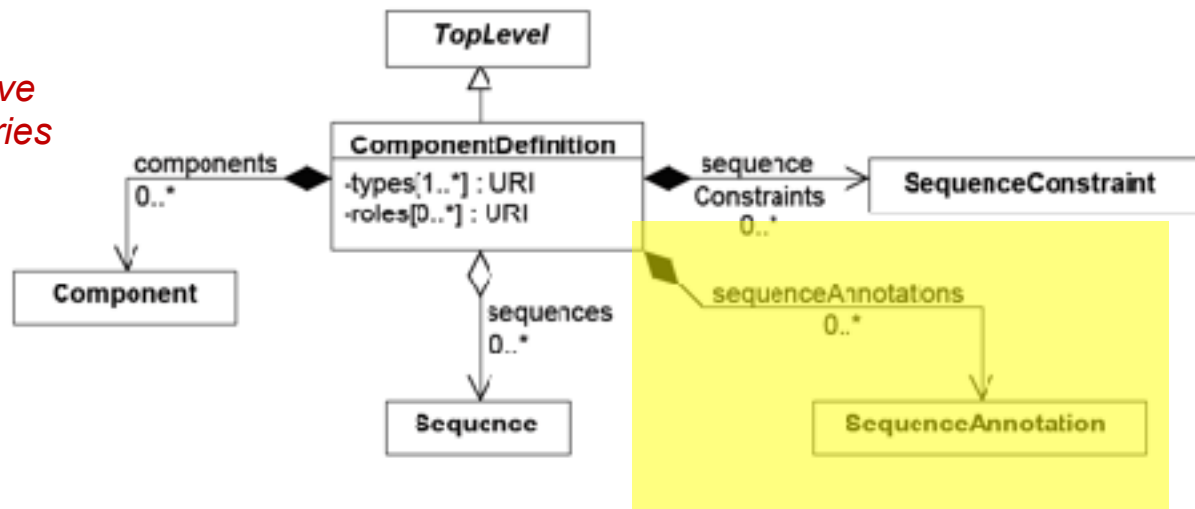 TopLevel
ve
ries
ComponentDefinition
-types[1..*] : URI
-roles[0..*] : URI
components
0..*
sequence
Constraints
0..*
SequenceConstraint
Component
sequences
0..*
sequenceAnnotations
0..*
Sequence
SequenceAnnotation